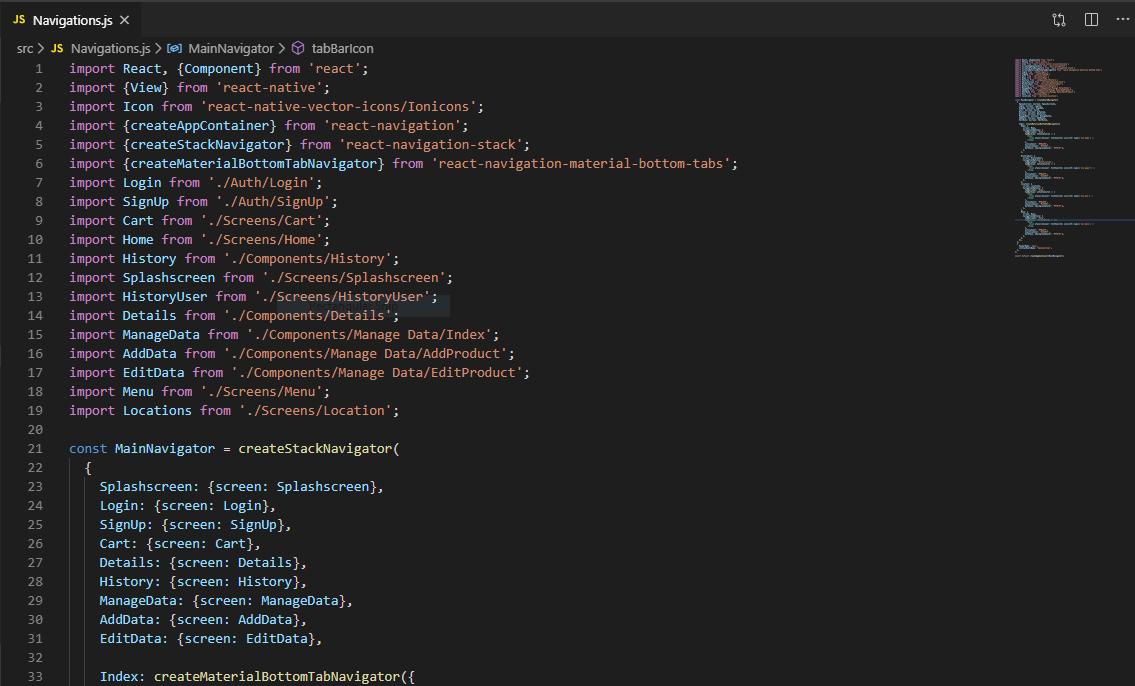 JS Navigations.js
src > JS Navigations.js > MainNavigator > tabBarIcon
1 import React, {Component} from 'react';
2 import {View} from 'react-native';
3 import Icon from 'react-native-vector-icons/Ionicons';
4 import {createAppContainer} from 'react-navigation';
5 import {createStackNavigator} from 'react-navigation-stack';
6 import {createMaterialBottomTabNavigator} from 'react-navigation-material-bottom-tabs';
7 import Login from './Auth/Login';
8 import SignUp from './Auth/SignUp';
9 import Cart from './Screens/Cart';
10 import Home from './Screens/Home';
11 import History from './Components/History';
12 import Splashscreen from './Screens/Splashscreen';
13 import HistoryUser from './Screens/HistoryUser';
14 import Details from './Components/Details';
15 import ManageData from './Components/Manage Data/Index';
16 import AddData from './Components/Manage Data/AddProduct';
17 import EditData from './Components/Manage Data/EditProduct';
18 import Menu from './Screens/Menu';
19 import Locations from './Screens/Location';
20
21 const MainNavigator = createStackNavigator(
22 {
23 Splashscreen: {screen: Splashscreen},
24 Login: {screen: Login},
25 SignUp: {screen: SignUp},
26 Cart: {screen: Cart},
27 Details: {screen: Details},
28 History: {screen: History},
29 ManageData: {screen: ManageData},
30 AddData: {screen: AddData},
31 EditData: {screen: EditData},
32
33 Index: createMaterialBottomTabNavigator({